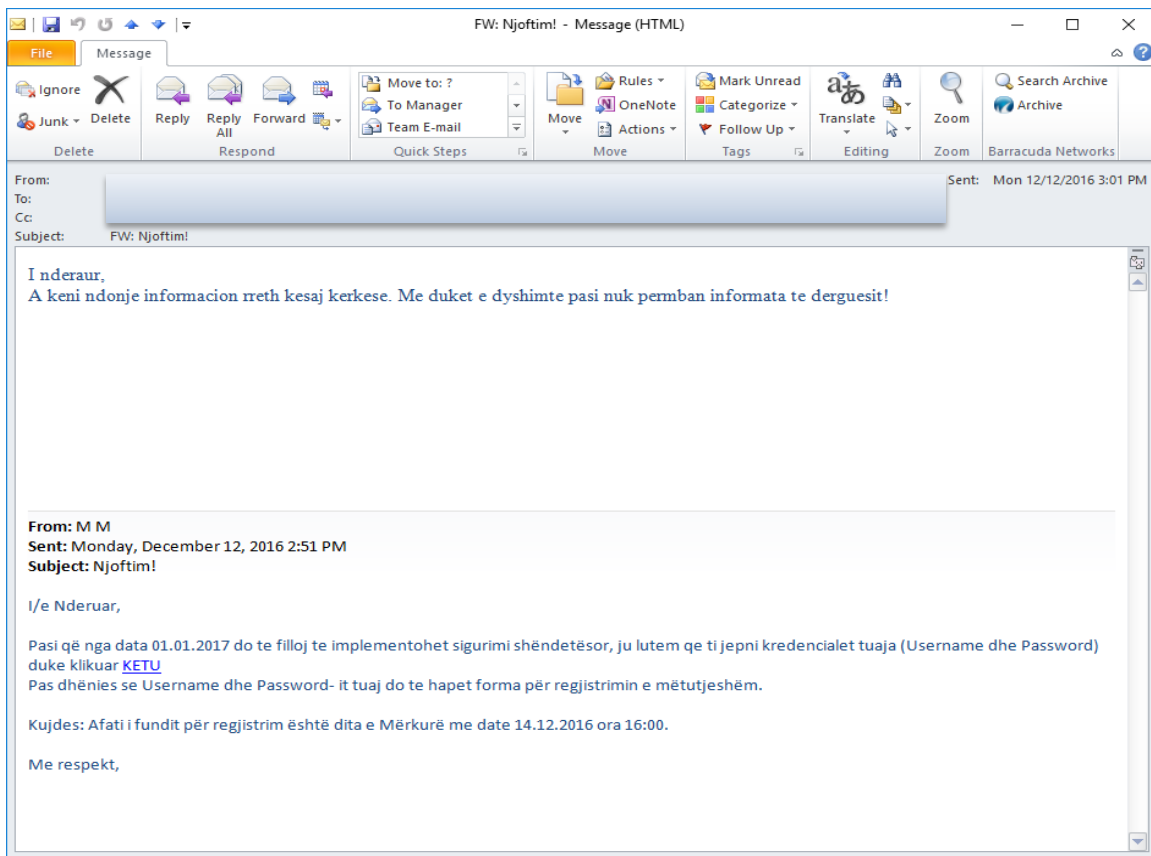 FW: Njoftim! - Message (HTML)
File Message
Ignore
Junk
Delete
Delete
Reply
Reply All
Forward
Respond
Move to: ?
To Manager
Team E-mail
Quick Steps
Move
Rules
OneNote
Actions
Move
Mark Unread
Categorize
Follow Up
Tags
Translate
Editing
Zoom
Zoom
Search Archive
Archive
Barracuda Networks
From:
Sent: Mon 12/12/2016 3:01 PM
To:
Cc:
Subject: FW: Njoftim!
I nderaur,
A keni ndonje informacion rreth kesaj kerkese. Me duket e dyshimte pasi nuk permban informata te derguesit!
From: M M
Sent: Monday, December 12, 2016 2:51 PM
Subject: Njoftim!
I/e Nderuar,
Pasi që nga data 01.01.2017 do te filloj te implementohet sigurimi shëndetësor, ju lutem qe ti jepni kredencialet tuaja (Username dhe Password)
duke klikuar KETU
Pas dhënies se Username dhe Password- it tuaj do te hapet forma për regjistrimin e mëtutjeshëm.
Kujdes: Afati i fundit për regjistrim është dita e Mërkurë me date 14.12.2016 ora 16:00.
Me respekt,